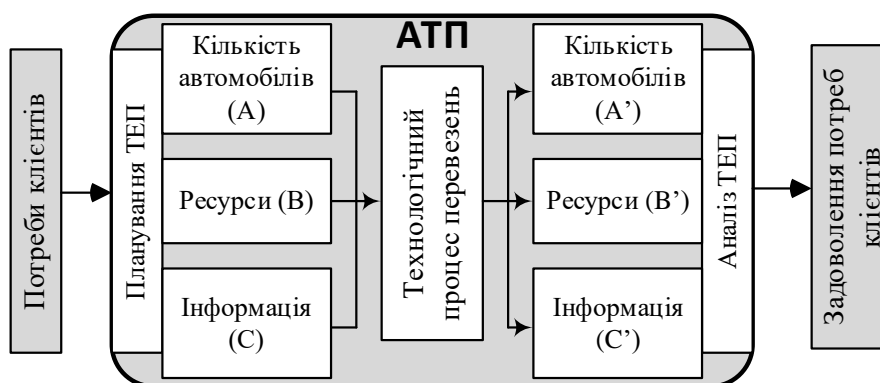 АТП
Потреби клієнтів
Планування ТЕП
Кількість
автомобілів
(А)
Ресурси (В)
Інформація
(С)
Технологічний
процес перевезень
Кількість
автомобілів
(А’)
Ресурси (В’)
Інформація
(С’)
Аналіз ТЕП
Задоволення потреб
клієнтів